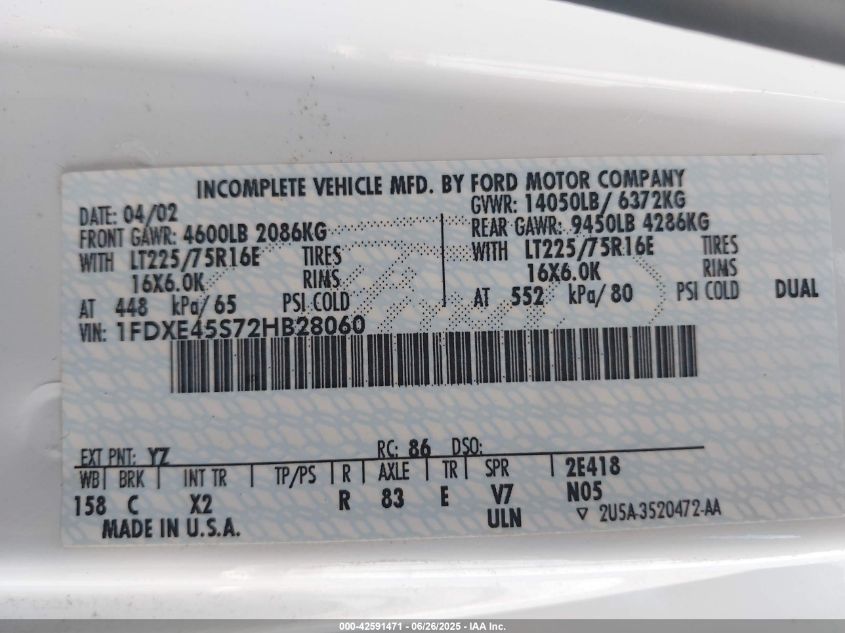 INCOMPLETE VEHICLE MFD. BY FORD MOTOR COMPANY
DATE: 04/02
GVWR: 14050LB/ 6372KG
FRONT GAWR: 4600LB 2086KG
REAR GAWR: 9450LB 4286KG
WITH LT225/75R16E TIRES
WITH LT225/75R16E TIRES
16X6.0K RIMS
16X6.0K RIMS
AT 448 kPa/ 65 PSI COLD
AT 552 kPa/ 80 PSI COLD DUAL
VIN: 1FDXE45S72HB28060
EXT PNT: YZ RC: 86 DSO:
WB BRK INT TR TP/PS R AXLE TR SPR 2E418
158 C X2 R 83 E V7 N05
MADE IN U.S.A. ULN ▽ 2U5A-3520472-AA
000-42591471 - 06/26/2025 - IAA Inc.